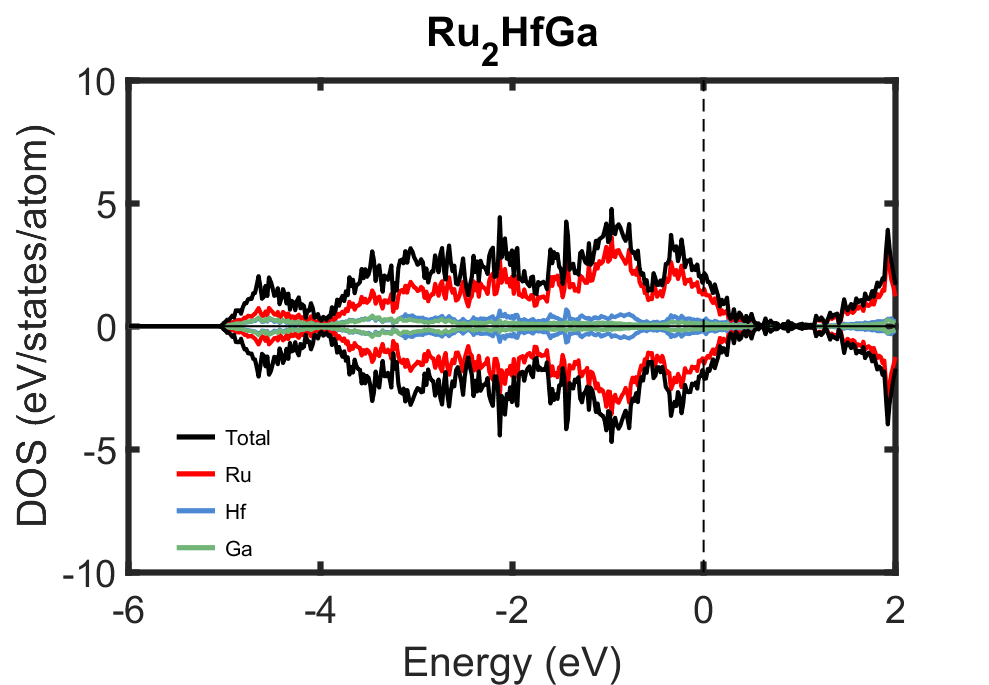 Ru2HfGa
10
5
0
-5
-10
DOS (eV/states/atom)
Total
Ru
Hf
Ga
-6 -4 -2 0 2
Energy (eV)